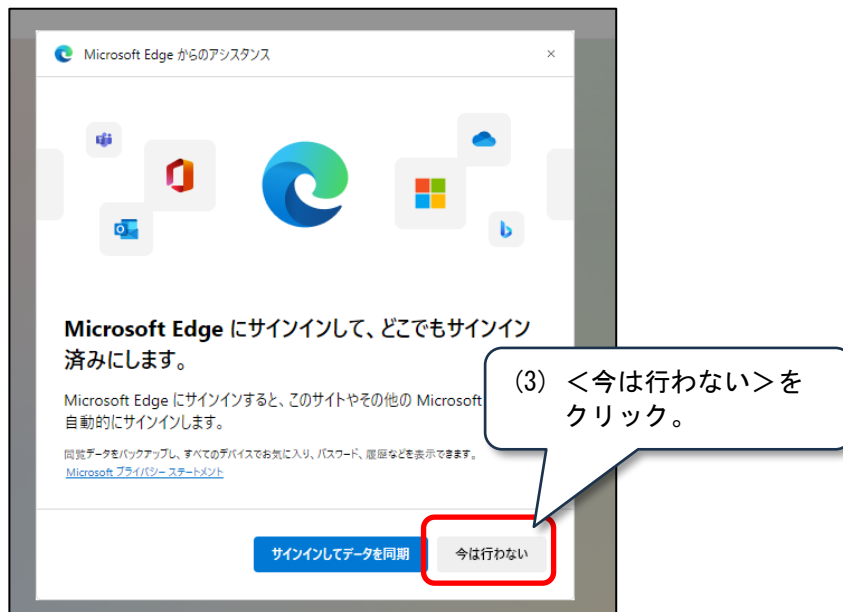 Microsoft Edge からのアシスタンス
Microsoft Edge にサインインして、どこでもサインイン
済みにします。
Microsoft Edge にサインインすると、このサイトやその他の Microsoft
自動的にサインインします。
閲覧データをバックアップし、すべてのデバイスでお気に入り、パスワード、履歴などを表示できます。
Microsoft プライバシー ステートメント
(3) ＜今は行わない＞を
クリック。
サインインしてデータを同期
今は行わない